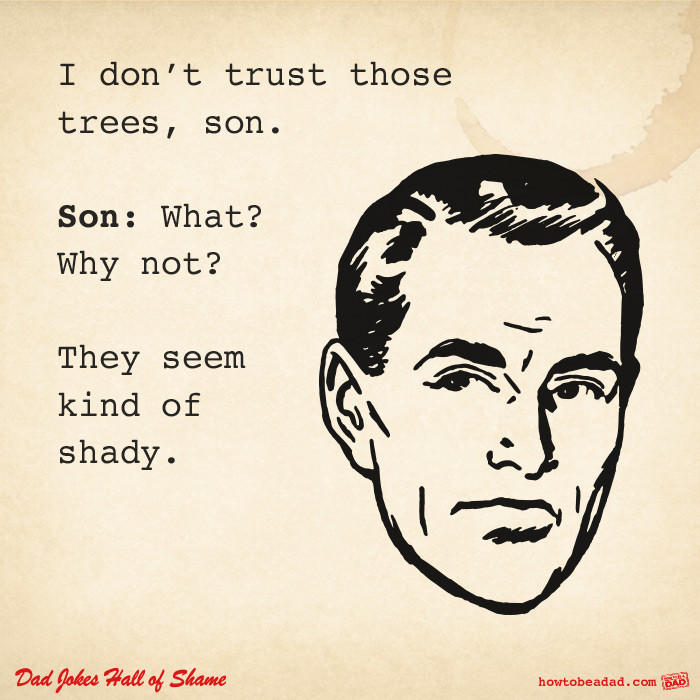 I don’t trust those
trees, son.
Son: What?
Why not?
They seem
kind of
shady.
Dad Jokes Hall of Shame
howtobeadad.com
DAD